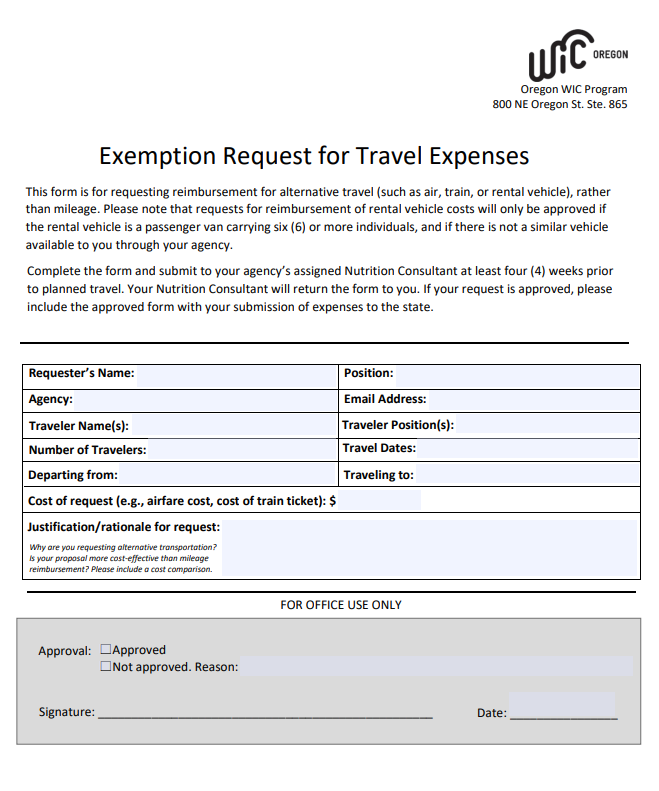 WIC OREGON
Oregon WIC Program
800 NE Oregon St. Ste. 865
Exemption Request for Travel Expenses
This form is for requesting reimbursement for alternative travel (such as air, train, or rental vehicle), rather
than mileage. Please note that requests for reimbursement of rental vehicle costs will only be approved if
the rental vehicle is a passenger van carrying six (6) or more individuals, and if there is not a similar vehicle
available to you through your agency.
Complete the form and submit to your agency's assigned Nutrition Consultant at least four (4) weeks prior
to planned travel. Your Nutrition Consultant will return the form to you. If your request is approved, please
include the approved form with your submission of expenses to the state.
Requester's Name: Position:
Agency: Email Address:
Traveler Name(s): Traveler Position(s):
Number of Travelers: Travel Dates:
Departing from: Traveling to:
Cost of request (e.g., airfare cost, cost of train ticket): $
Justification/rationale for request:
Why are you requesting alternative transportation?
Is your proposal more cost-effective than mileage
reimbursement? Please include a cost comparison.
FOR OFFICE USE ONLY
Approval: ☐Approved
☐Not approved. Reason:
Signature: Date: